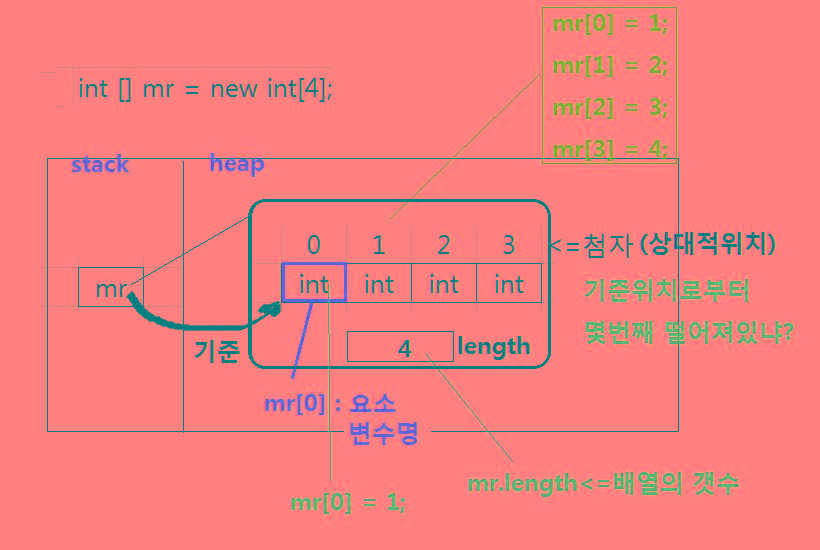 mr[0] = 1;
mr[1] = 2;
mr[2] = 3;
mr[3] = 4;
int [] mr = new int[4];
stack
heap
0 1 2 3
<=첨자 (상대적위치)
mr
int int int int
기준위치로부터
몇번째 떨어져있냐?
기준
4 length
mr[0] : 요소
변수명
mr.length<=배열의 갯수
mr[0] = 1;